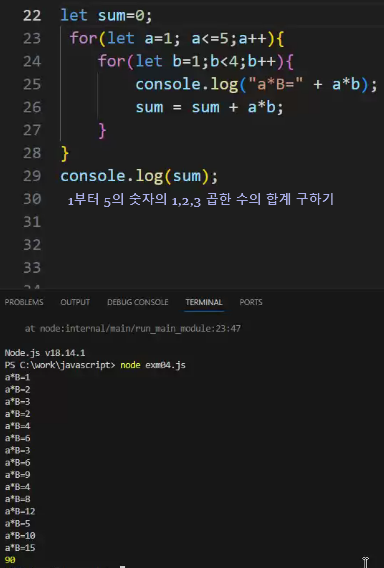 22 let sum=0;
23 for(let a=1; a<=5;a++){
24 for(let b=1;b<4;b++){
25 console.log("a*B=" + a*b);
26 sum = sum + a*b;
27 }
28 }
29 console.log(sum);
30 1부터 5의 숫자의 1,2,3 곱한 수의 합계 구하기
31
32
33
PROBLEMS OUTPUT DEBUG CONSOLE TERMINAL PORTS
at node:internal/main/run_main_module:23:47
Node.js v18.14.1
PS C:\work\javascript> node exm04.js
a*B=1
a*B=2
a*B=3
a*B=2
a*B=4
a*B=6
a*B=3
a*B=6
a*B=9
a*B=4
a*B=8
a*B=12
a*B=5
a*B=10
a*B=15
90